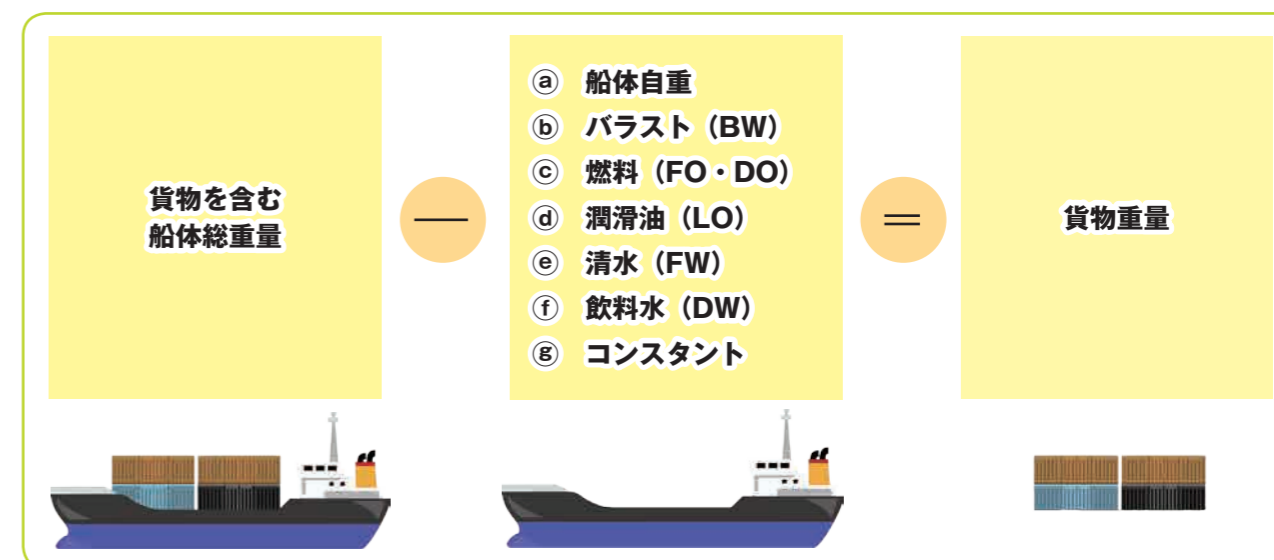 貨物を含む
船体総重量
—
ⓐ 船体自重
ⓑ バラスト（BW）
ⓒ 燃料（FO・DO）
ⓓ 潤滑油（LO）
ⓔ 清水（FW）
ⓕ 飲料水（DW）
ⓖ コンスタント
＝
貨物重量